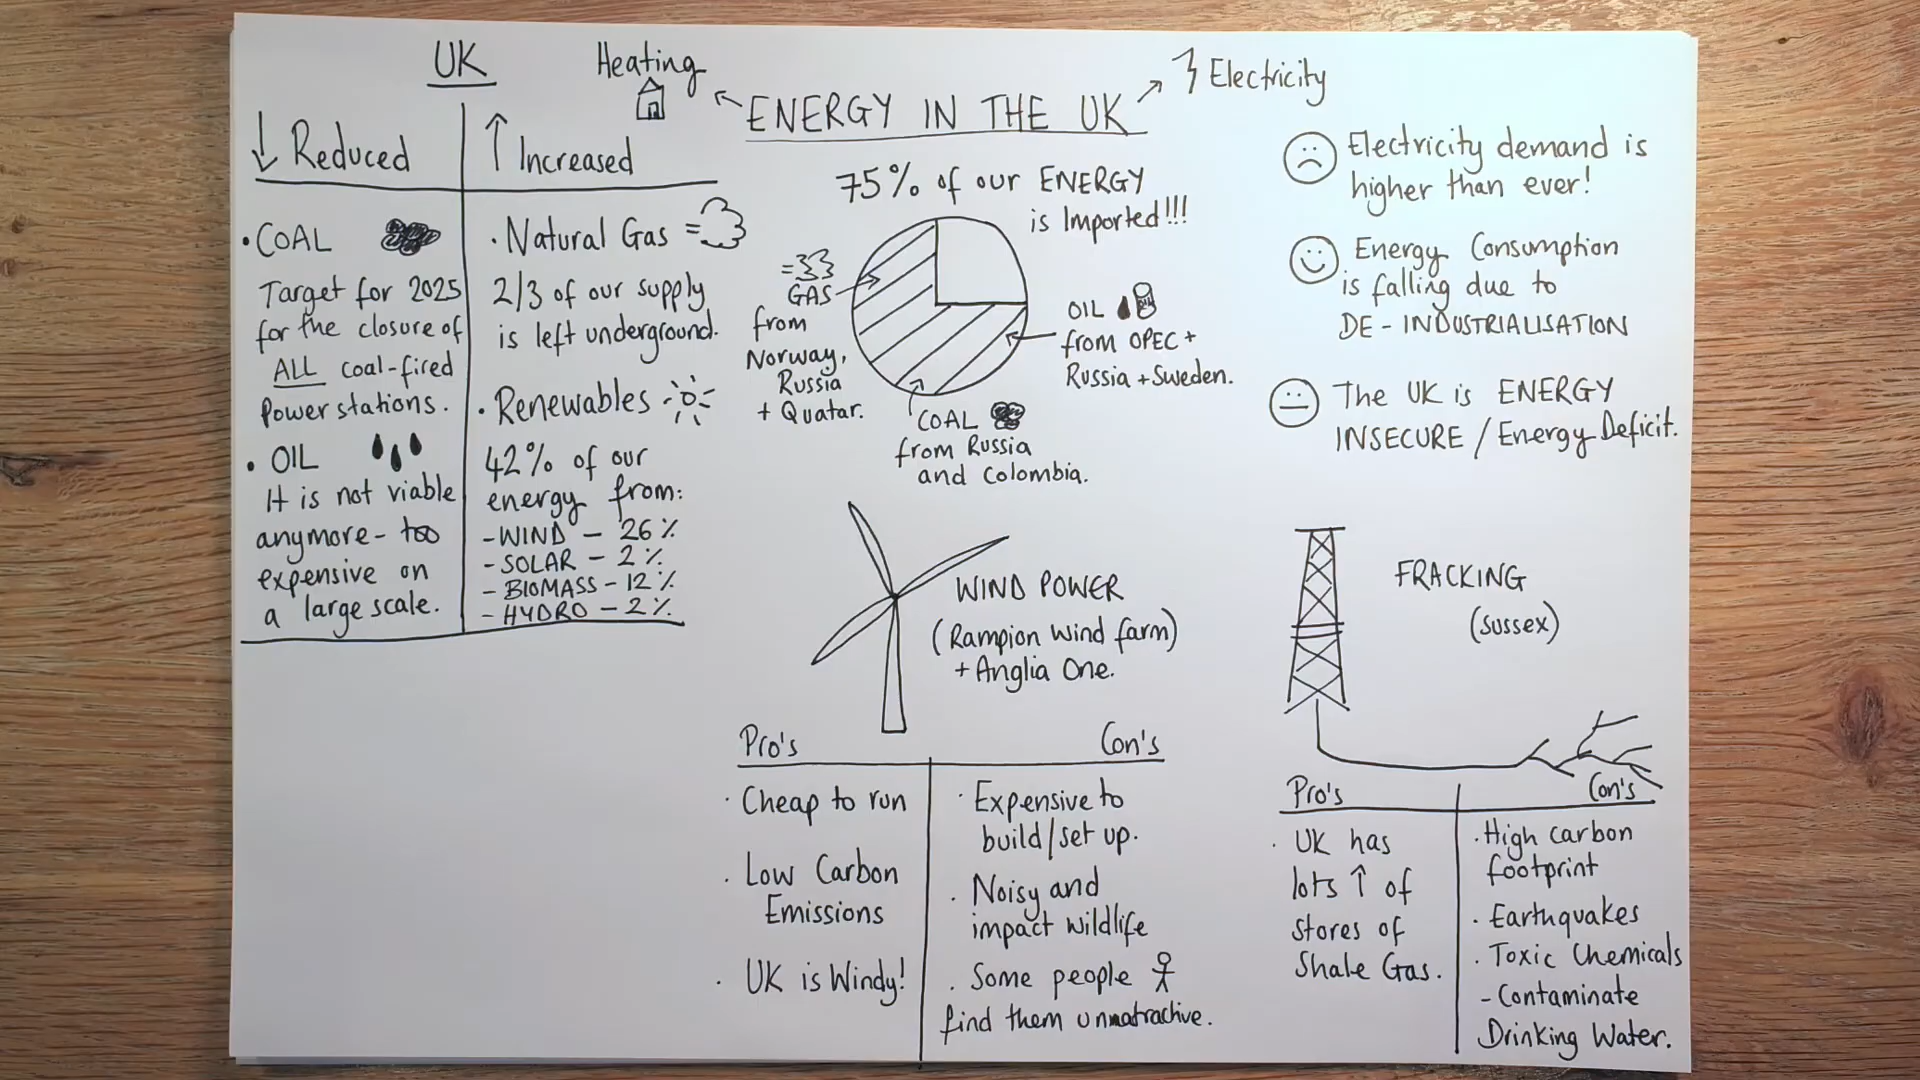 UK
↓ Reduced
↑ Increased
• COAL
Target for 2025
for the closure of
ALL coal-fired
Power stations.
• OIL
It is not viable
anymore - too
expensive on
a large scale.
• Natural Gas
2/3 of our supply
is left underground.
• Renewables
42% of our
energy from:
- WIND - 26%
- SOLAR - 2%
- BIOMASS - 12%
- HYDRO - 2%
Heating
ENERGY IN THE UK
Electricity
75% of our ENERGY
is Imported!!!
GAS
from
Norway,
Russia
+ Quatar.
OIL
from OPEC +
Russia + Sweden.
COAL
from Russia
and Colombia.
Electricity demand is
higher than ever!
Energy Consumption
is falling due to
DE - INDUSTRIALISATION
The UK is ENERGY
INSECURE / Energy Deficit.
WIND POWER
(Rampion wind farm)
+ Anglia One.
Pro's
Con's
• Cheap to run
• Low Carbon
Emissions
• UK is Windy!
• Expensive to
build/set up.
• Noisy and
impact wildlife
• Some people
find them
FRACKING
(Sussex)
Pro's
Con's
• UK has
lots ↑ of
stores of
Shale Gas.
• High carbon
footprint
• Earthquakes
• Toxic Chemicals
- Contaminate
Drinking Water.